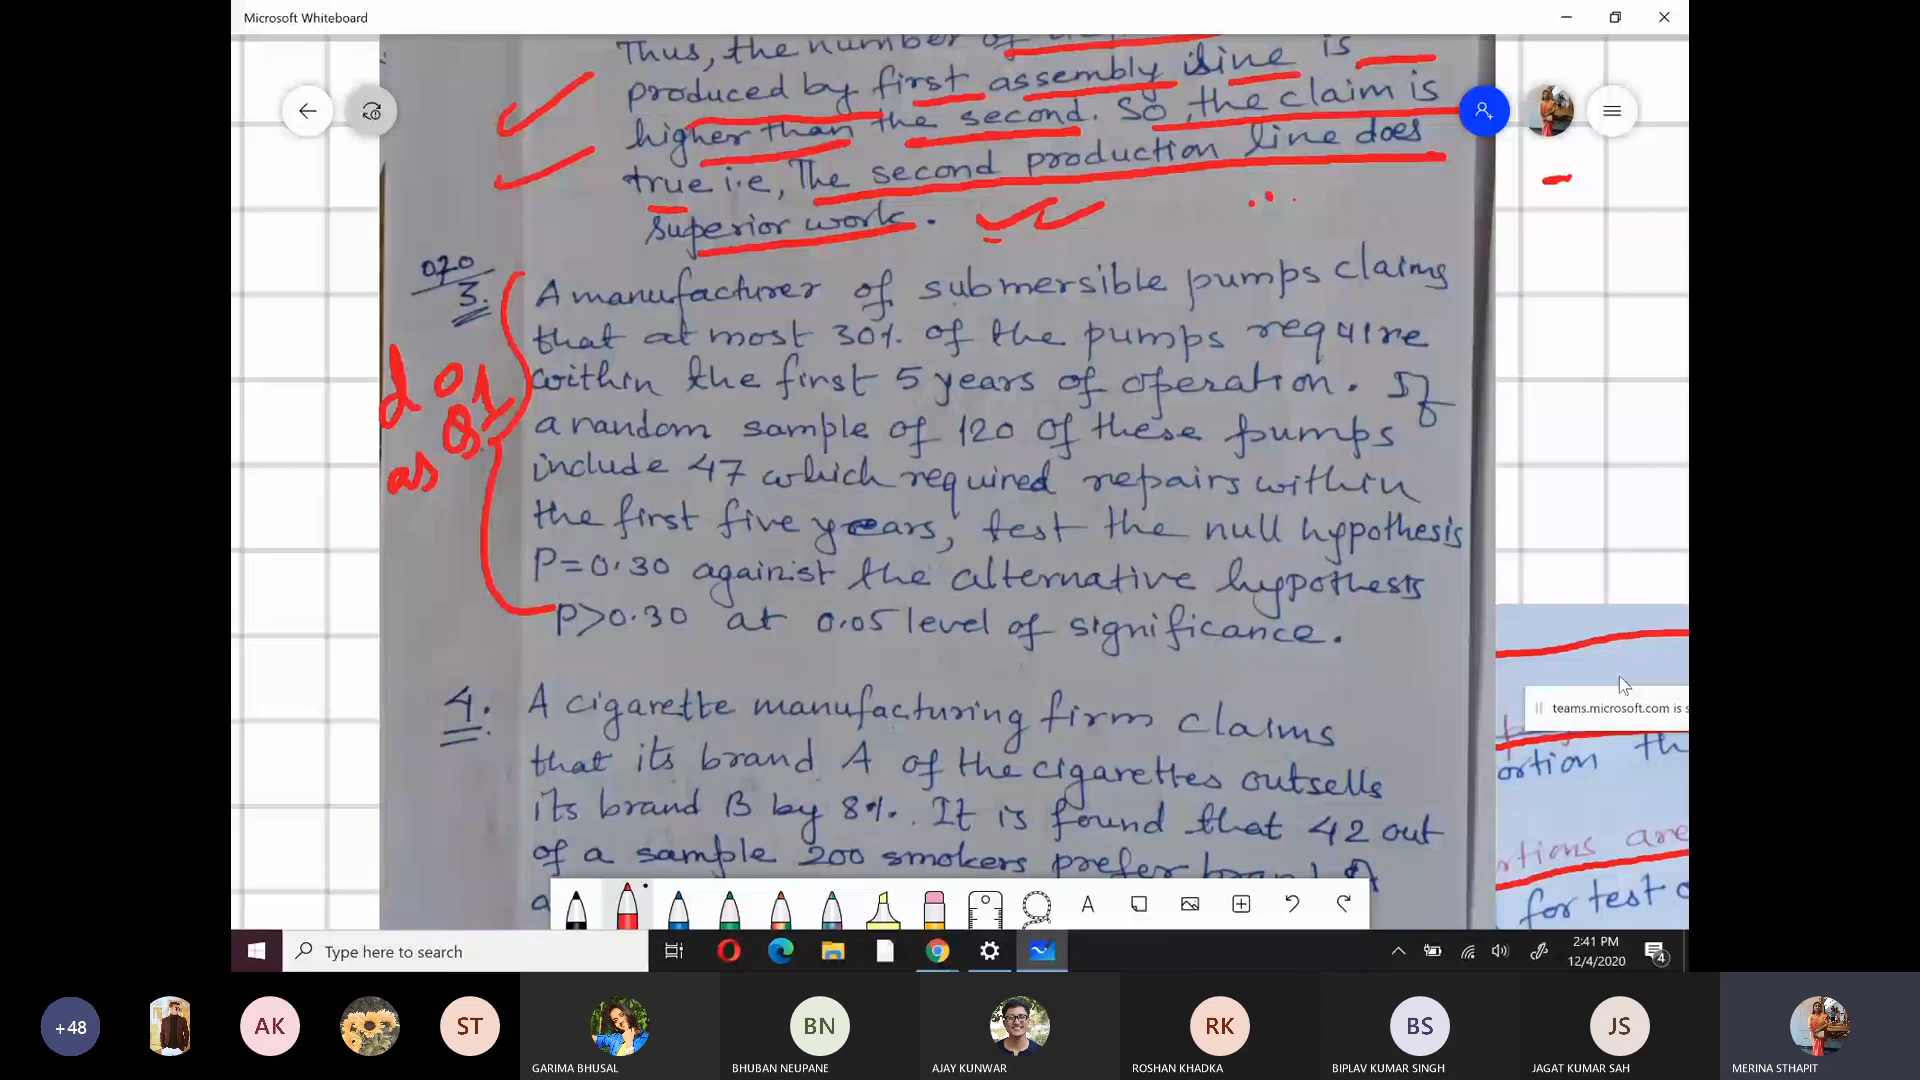 Microsoft Whiteboard
Thus, the number of
produced by first assembly line is
higher than the second. So, the claim is
true i.e, The second production line does
superior work.
070
3.
d 01
as Q.
A manufacturer of submersible pumps claims
that at most 30% of the pumps require
within the first 5 years of operation. If
a random sample of 120 of these pumps
include 47 which required repairs within
the first five years, test the null hypothesis
P=0.30 against the alternative hypothesis
P>0.30 at 0.05 level of significance.
4.
A cigarette manufacturing firm claims
that its brand A of the cigarettes outsells
its brand B by 8%. It is found that 42 out
of a sample 200 smokers prefer brand A
a
teams.microsoft.com is s
ortion th
rtions are
for test o
A
Type here to search
2:41 PM
12/4/2020
4
+48
AK
ST
GARIMA BHUSAL
BN
BHUBAN NEUPANE
AJAY KUNWAR
RK
ROSHAN KHADKA
BS
BIPLAV KUMAR SINGH
JS
JAGAT KUMAR SAH
MERINA STHAPIT